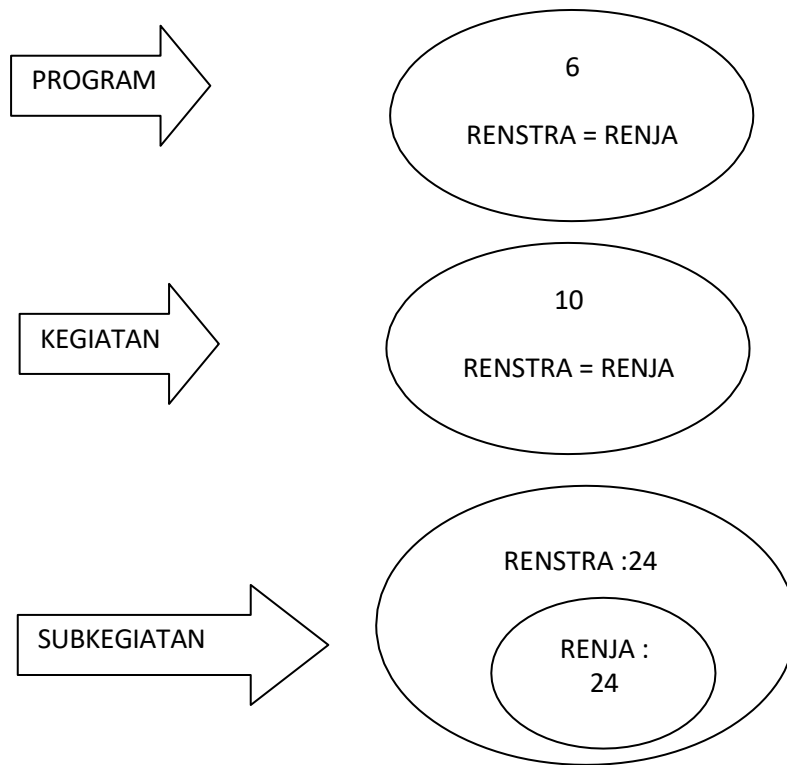 PROGRAM
6
RENSTRA = RENJA
KEGIATAN
10
RENSTRA = RENJA
SUBKEGIATAN
RENSTRA :24
RENJA :
24